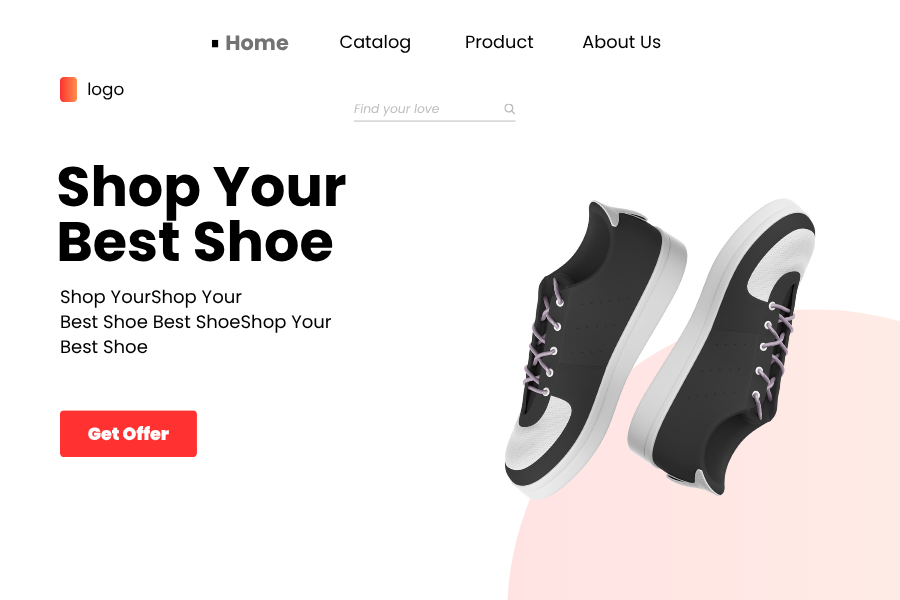 Home Catalog Product About Us
logo
Find your love
Shop Your
Best Shoe
Shop YourShop Your
Best Shoe Best ShoeShop Your
Best Shoe
Get Offer